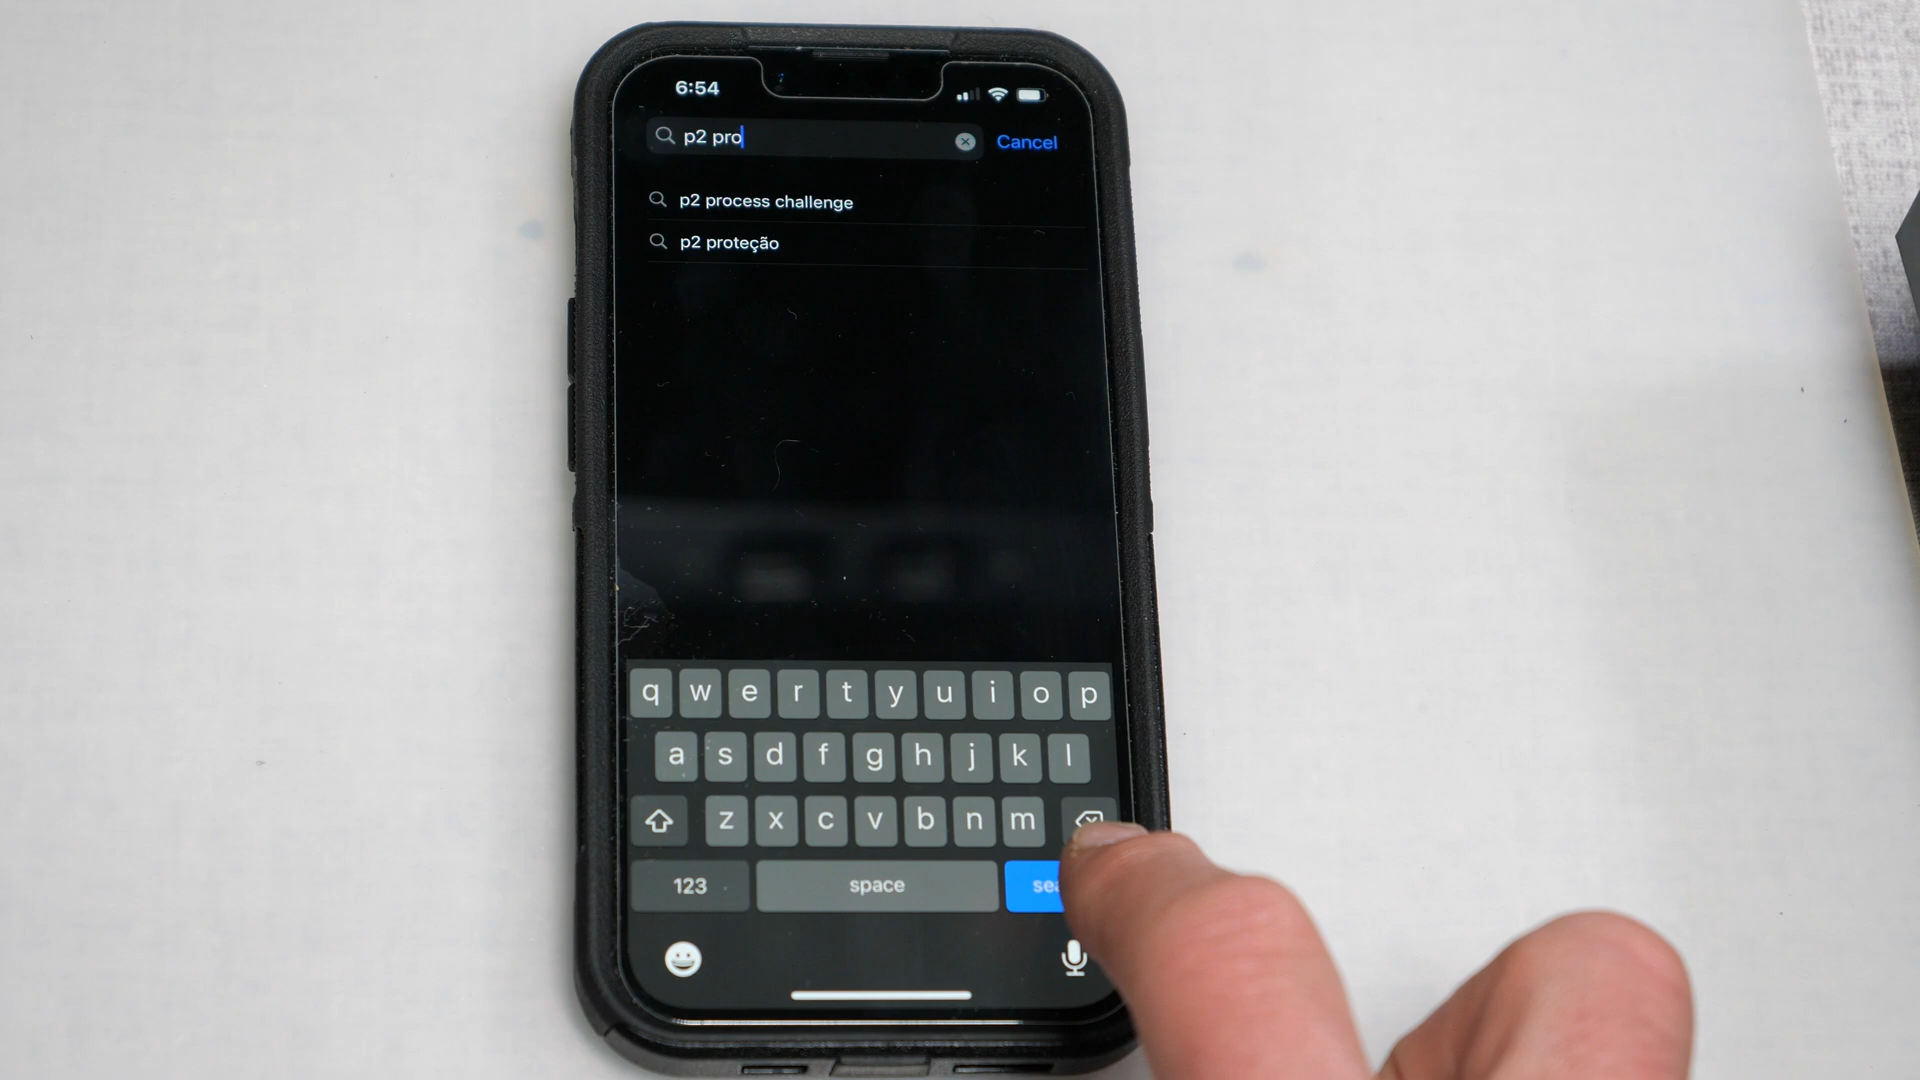 6:54
p2 pro Cancel
p2 process challenge
p2 proteção
q w e r t y u i o p
a s d f g h j k l
z x c v b n m
123 space